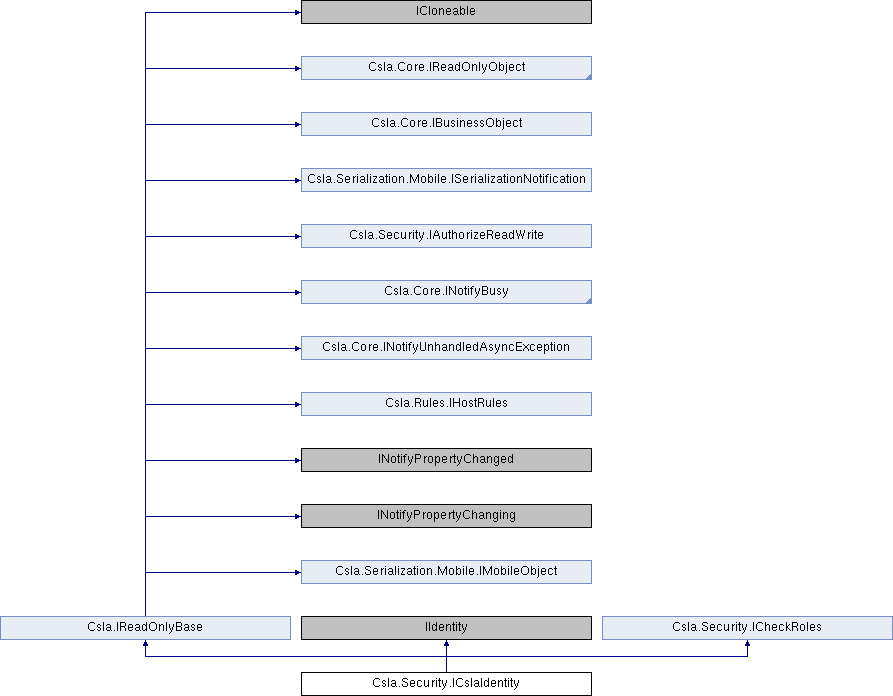 ICloneable
Csla.Core.IReadOnlyObject
Csla.Core.IBusinessObject
Csla.Serialization.Mobile.ISerializationNotification
Csla.Security.IAuthorizeReadWrite
Csla.Core.INotifyBusy
Csla.Core.INotifyUnhandledAsyncException
Csla.Rules.IHostRules
INotifyPropertyChanged
INotifyPropertyChanging
Csla.Serialization.Mobile.IMobileObject
Csla.IReadOnlyBase
IIdentity
Csla.Security.ICheckRoles
Csla.Security.ICslaIdentity